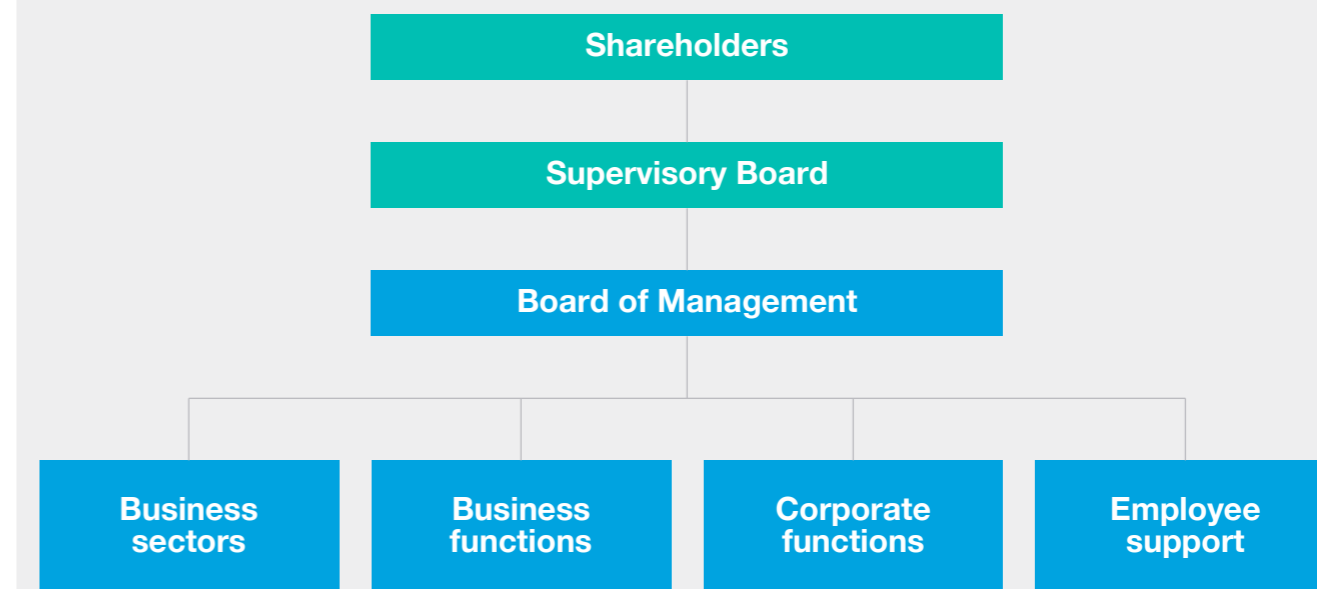 Shareholders
Supervisory Board
Board of Management
Business
sectors
Business
functions
Corporate
functions
Employee
support